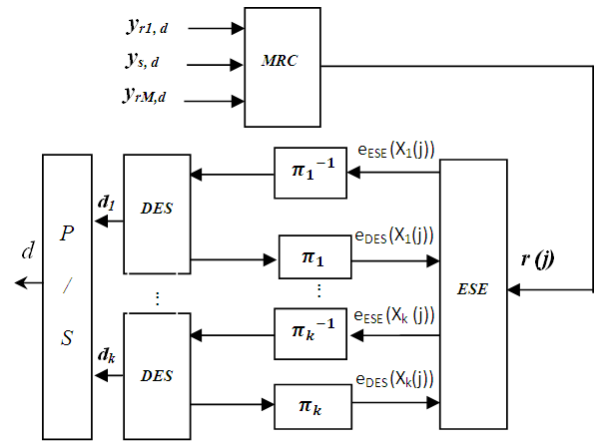 y_{r1, d}
y_{s, d}
y_{rM,d}
MRC
e_{ESE}(X_1(j))
π_1^{-1}
DES
d_1
P
/
S
d
e_{DES}(X_1(j))
π_1
r (j)
ESE
⋮
⋮
e_{ESE}(X_k (j))
π_k^{-1}
DES
d_k
e_{DES}(X_k(j))
π_k